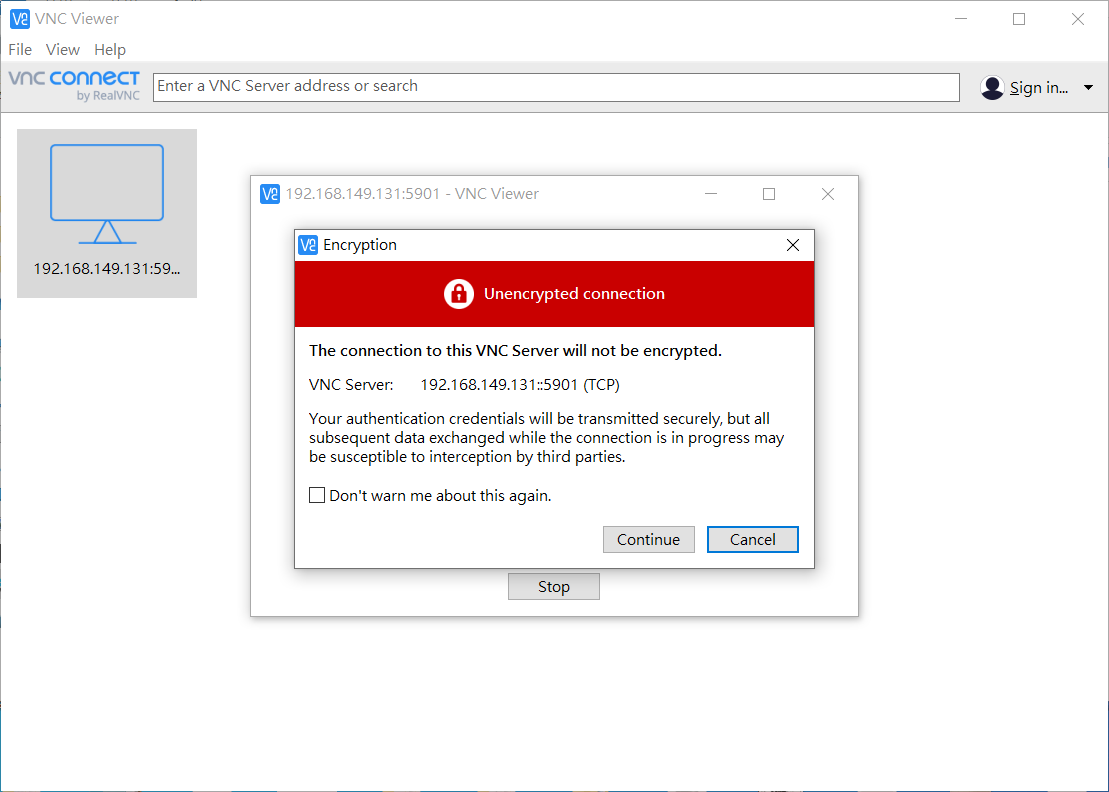 VNC Viewer
File View Help
vnc connect
by RealVNC
Enter a VNC Server address or search
Sign in...
192.168.149.131:59...
192.168.149.131:5901 - VNC Viewer
Encryption
Unencrypted connection
The connection to this VNC Server will not be encrypted.
VNC Server: 192.168.149.131::5901 (TCP)
Your authentication credentials will be transmitted securely, but all
subsequent data exchanged while the connection is in progress may
be susceptible to interception by third parties.
Don't warn me about this again.
Continue Cancel
Stop